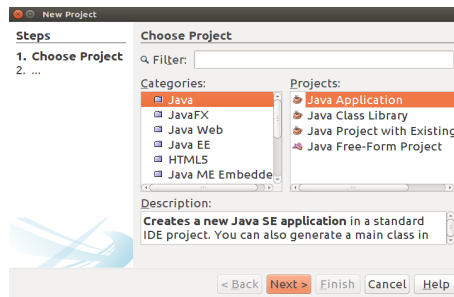 New Project
Steps
1. Choose Project
2. ...
Choose Project
Filter:
Categories:
Java
JavaFX
Java Web
Java EE
HTML5
Java ME Embedde
Projects:
Java Application
Java Class Library
Java Project with Existing
Java Free-Form Project
Description:
Creates a new Java SE application in a standard
IDE project. You can also generate a main class in
< Back Next > Finish Cancel Help